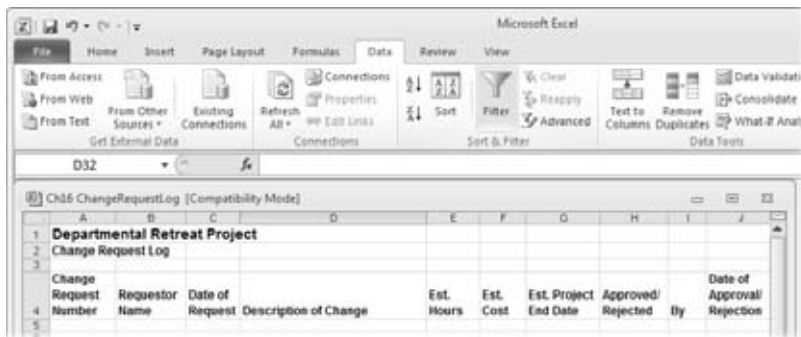 Microsoft Excel
File Home Insert Page Layout Formulas Data Review View
From Access
From Web
From Text
From Other Sources
Existing Connections
Get External Data
Refresh All
Connections
Properties
Edit Links
Connections
Sort
Filter
Clear
Reapply
Advanced
Sort & Filter
Text to Columns
Remove Duplicates
Data Validati
Consolidate
What-If Anal
Data Tools
D32 fx
Ch16 ChangeRequestLog [Compatibility Mode]
A B C D E F G H I J
1 Departmental Retreat Project
2 Change Request Log
3
4 Change Request Number Requestor Name Date of Request Description of Change Est. Hours Est. Cost Est. Project End Date Approved/ Rejected By Date of Approval/ Rejection
5